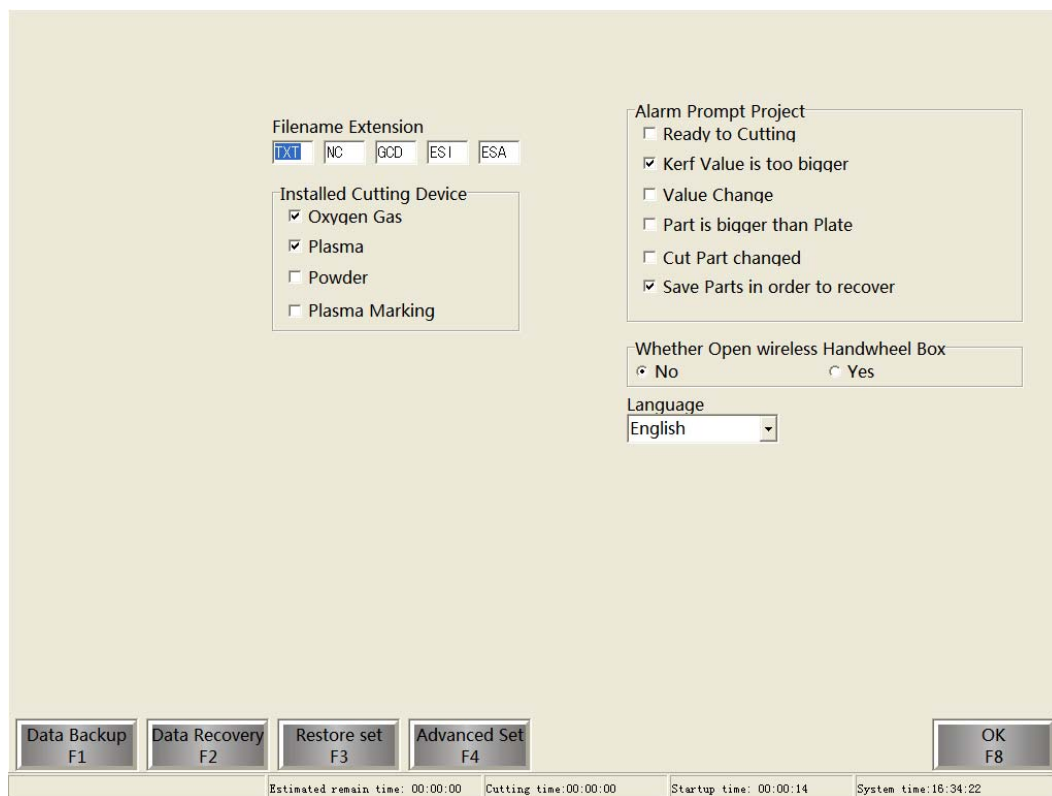 Filename Extension
TXT NC GCD ESI ESA
Installed Cutting Device
Oxygen Gas
Plasma
Powder
Plasma Marking
Alarm Prompt Project
Ready to Cutting
Kerf Value is too bigger
Value Change
Part is bigger than Plate
Cut Part changed
Save Parts in order to recover
Whether Open wireless Handwheel Box
No Yes
Language
English
Data Backup
F1
Data Recovery
F2
Restore set
F3
Advanced Set
F4
OK
F8
Estimated remain time: 00:00:00 Cutting time:00:00:00 Startup time: 00:00:14 System time:16:34:22